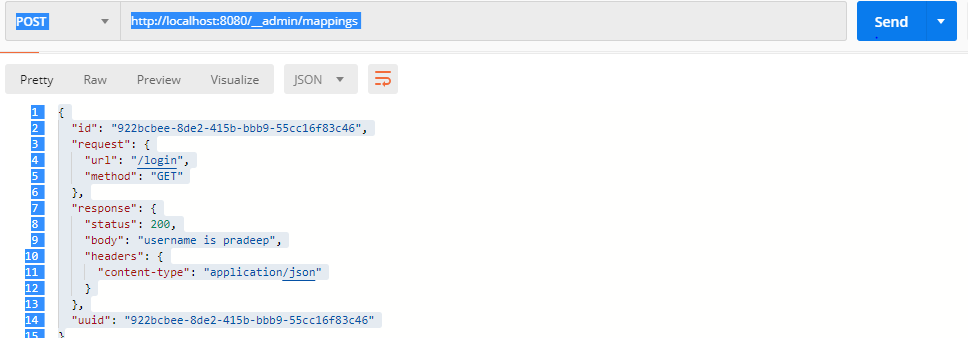 POST http://localhost:8080/__admin/mappings Send
Pretty Raw Preview Visualize JSON
1 {
2 "id": "922bcbee-8de2-415b-bbb9-55cc16f83c46",
3 "request": {
4 "url": "/login",
5 "method": "GET"
6 },
7 "response": {
8 "status": 200,
9 "body": "username is pradeep",
10 "headers": {
11 "content-type": "application/json"
12 }
13 },
14 "uuid": "922bcbee-8de2-415b-bbb9-55cc16f83c46"
15 }